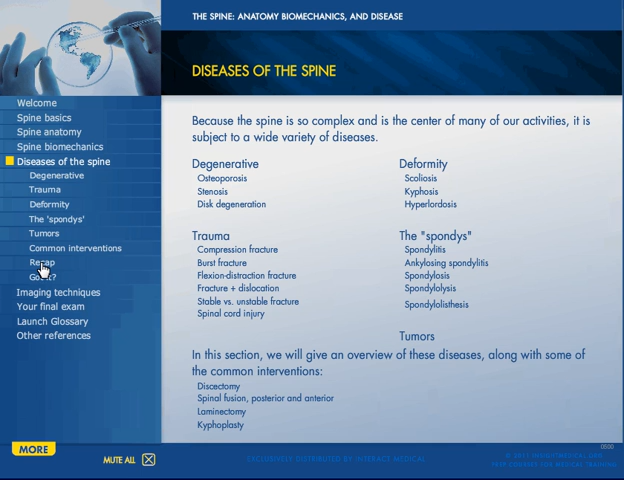 THE SPINE: ANATOMY BIOMECHANICS, AND DISEASE
DISEASES OF THE SPINE
Welcome
Spine basics
Spine anatomy
Spine biomechanics
Diseases of the spine
Degenerative
Trauma
Deformity
The 'spondys'
Tumors
Common interventions
Recap
Imaging techniques
Your final exam
Launch Glossary
Other references
Because the spine is so complex and is the center of many of our activities, it is
subject to a wide variety of diseases.
Degenerative
Osteoporosis
Stenosis
Disk degeneration
Deformity
Scoliosis
Kyphosis
Hyperlordosis
Trauma
Compression fracture
Burst fracture
Flexion-distraction fracture
Fracture + dislocation
Stable vs. unstable fracture
Spinal cord injury
The "spondys"
Spondylitis
Ankylosing spondylitis
Spondylosis
Spondylolysis
Spondylolisthesis
Tumors
In this section, we will give an overview of these diseases, along with some of
the common interventions:
Discectomy
Spinal fusion, posterior and anterior
Laminectomy
Kyphoplasty
MORE
MUTE ALL
EXCLUSIVELY DISTRIBUTED BY INTERACT MEDICAL
0500